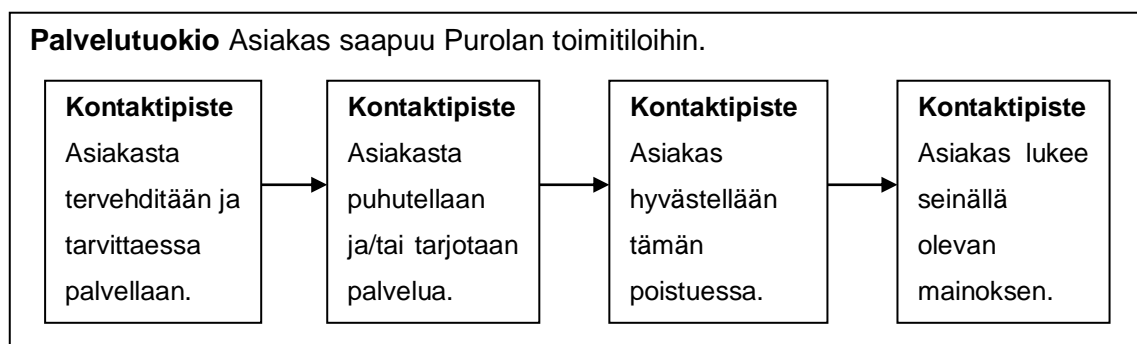 Palvelutuokio Asiakas saapuu Purolan toimitiloihin.
Kontaktipiste
Asiakasta
tervehditään ja
tarvittaessa
palvellaan.
Kontaktipiste
Asiakasta
puhutellaan
ja/tai tarjotaan
palvelua.
Kontaktipiste
Asiakas
hyvästellään
tämän
poistuessa.
Kontaktipiste
Asiakas lukee
seinällä
olevan
mainoksen.